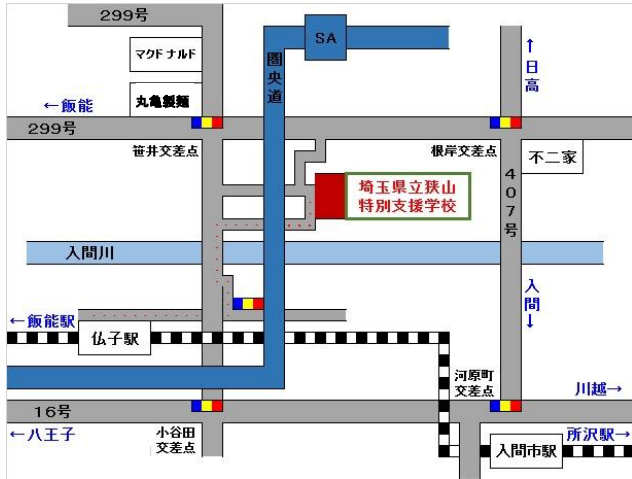 299号
SA
マクドナルド
圏央道
↑日高
丸亀製麺
←飯能
299号
笹井交差点
根岸交差点
不二家
埼玉県立狭山
特別支援学校
407号
入間川
入間↓
←飯能駅
仏子駅
河原町
交差点
川越→
16号
←八王子
小谷田
交差点
所沢駅→
入間市駅